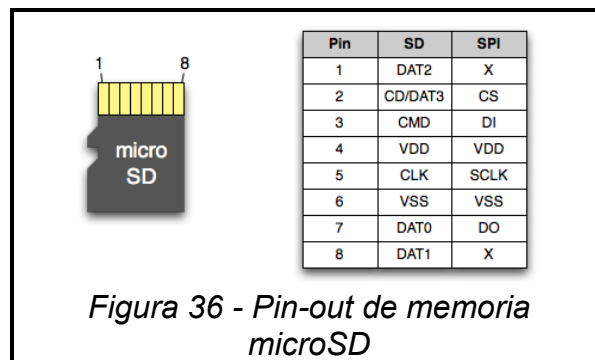 1 8
micro
SD
Pin SD SPI
1 DAT2 X
2 CD/DAT3 CS
3 CMD DI
4 VDD VDD
5 CLK SCLK
6 VSS VSS
7 DAT0 DO
8 DAT1 X
Figura 36 - Pin-out de memoria
microSD